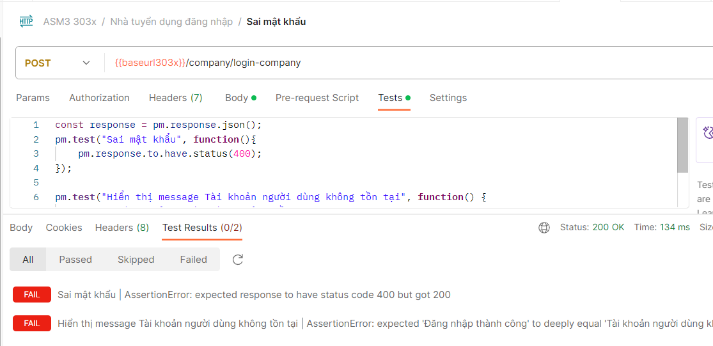 HTTP ASM3 303x / Nhà tuyển dụng đăng nhập / Sai mật khẩu
POST {{baseurl303x}}/company/login-company
Params Authorization Headers (7) Body Pre-request Script Tests Settings
1 const response = pm.response.json();
2 pm.test("Sai mật khẩu", function(){
3 pm.response.to.have.status(400);
4 });
5
6 pm.test("Hiển thị message Tài khoản người dùng không tồn tại", function() {
Tes
are
Body Cookies Headers (8) Test Results (0/2) Status: 200 OK Time: 134 ms Size
All Passed Skipped Failed
FAIL Sai mật khẩu | AssertionError: expected response to have status code 400 but got 200
FAIL Hiển thị message Tài khoản người dùng không tồn tại | AssertionError: expected 'Đăng nhập thành công' to deeply equal 'Tài khoản người dùng kh